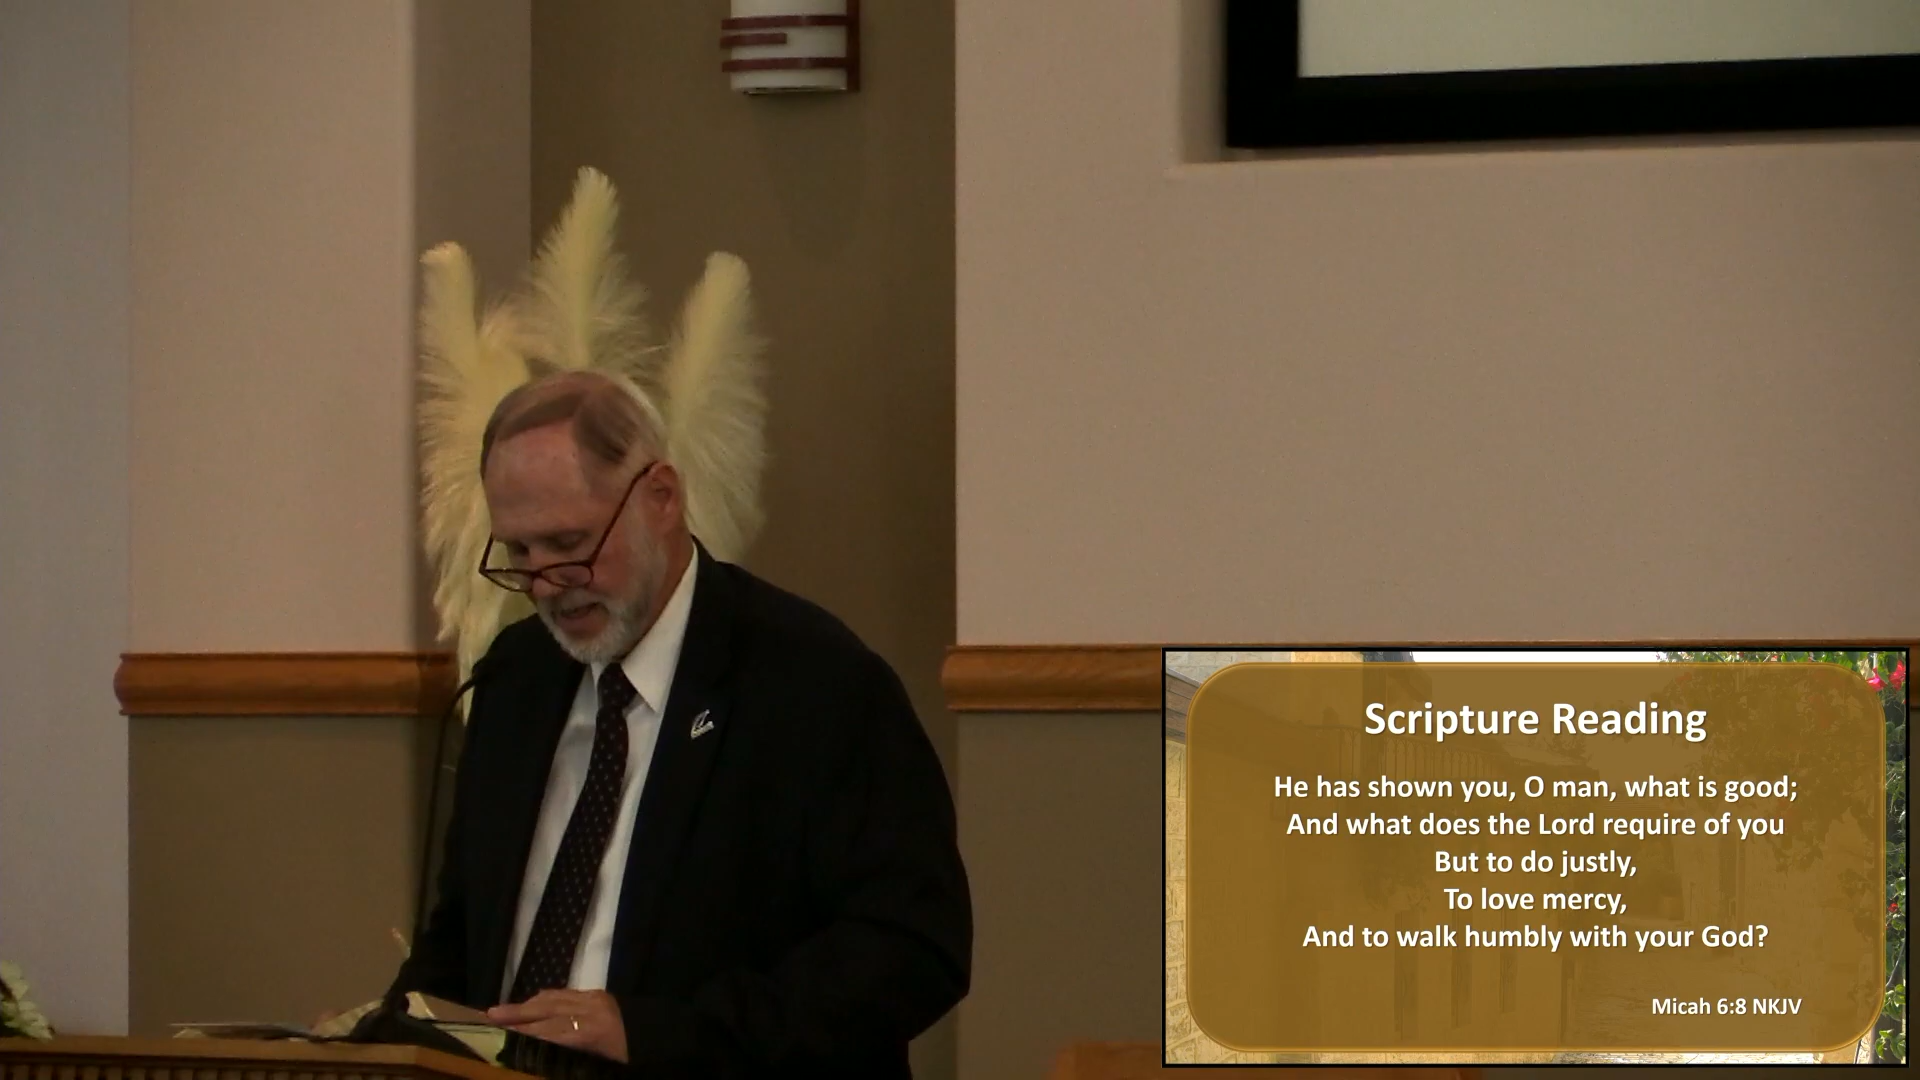 Scripture Reading
He has shown you, O man, what is good;
And what does the Lord require of you
But to do justly,
To love mercy,
And to walk humbly with your God?
Micah 6:8 NKJV